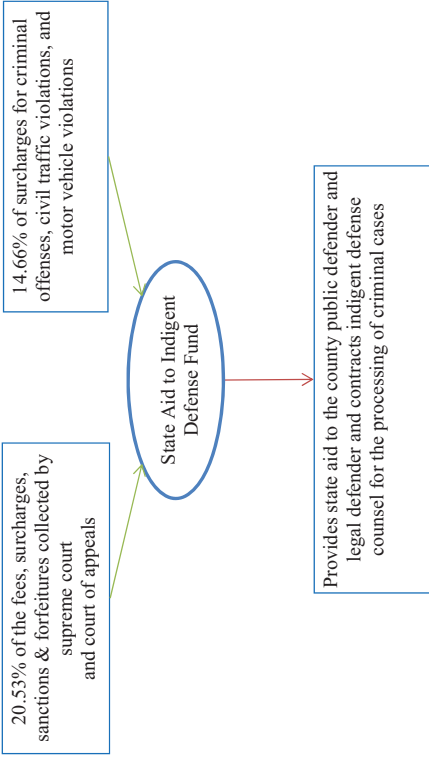 20.53% of the fees, surcharges,
sanctions & forfeitures collected by
supreme court
and court of appeals
14.66% of surcharges for criminal
offenses, civil traffic violations, and
motor vehicle violations
State Aid to Indigent
Defense Fund
Provides state aid to the county public defender and
legal defender and contracts indigent defense
counsel for the processing of criminal cases